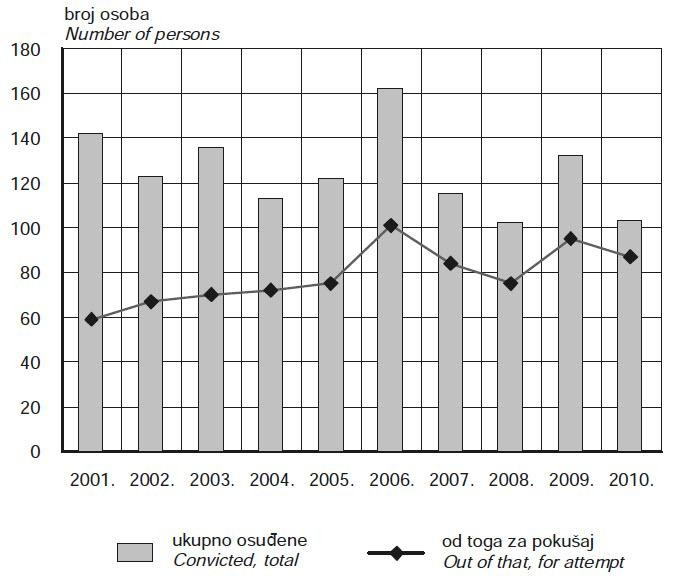 broj osoba
Number of persons
180
160
140
120
100
80
60
40
20
0
2001. 2002. 2003. 2004. 2005. 2006. 2007. 2008. 2009. 2010.
ukupno osuđene
Convicted, total
od toga za pokušaj
Out of that, for attempt